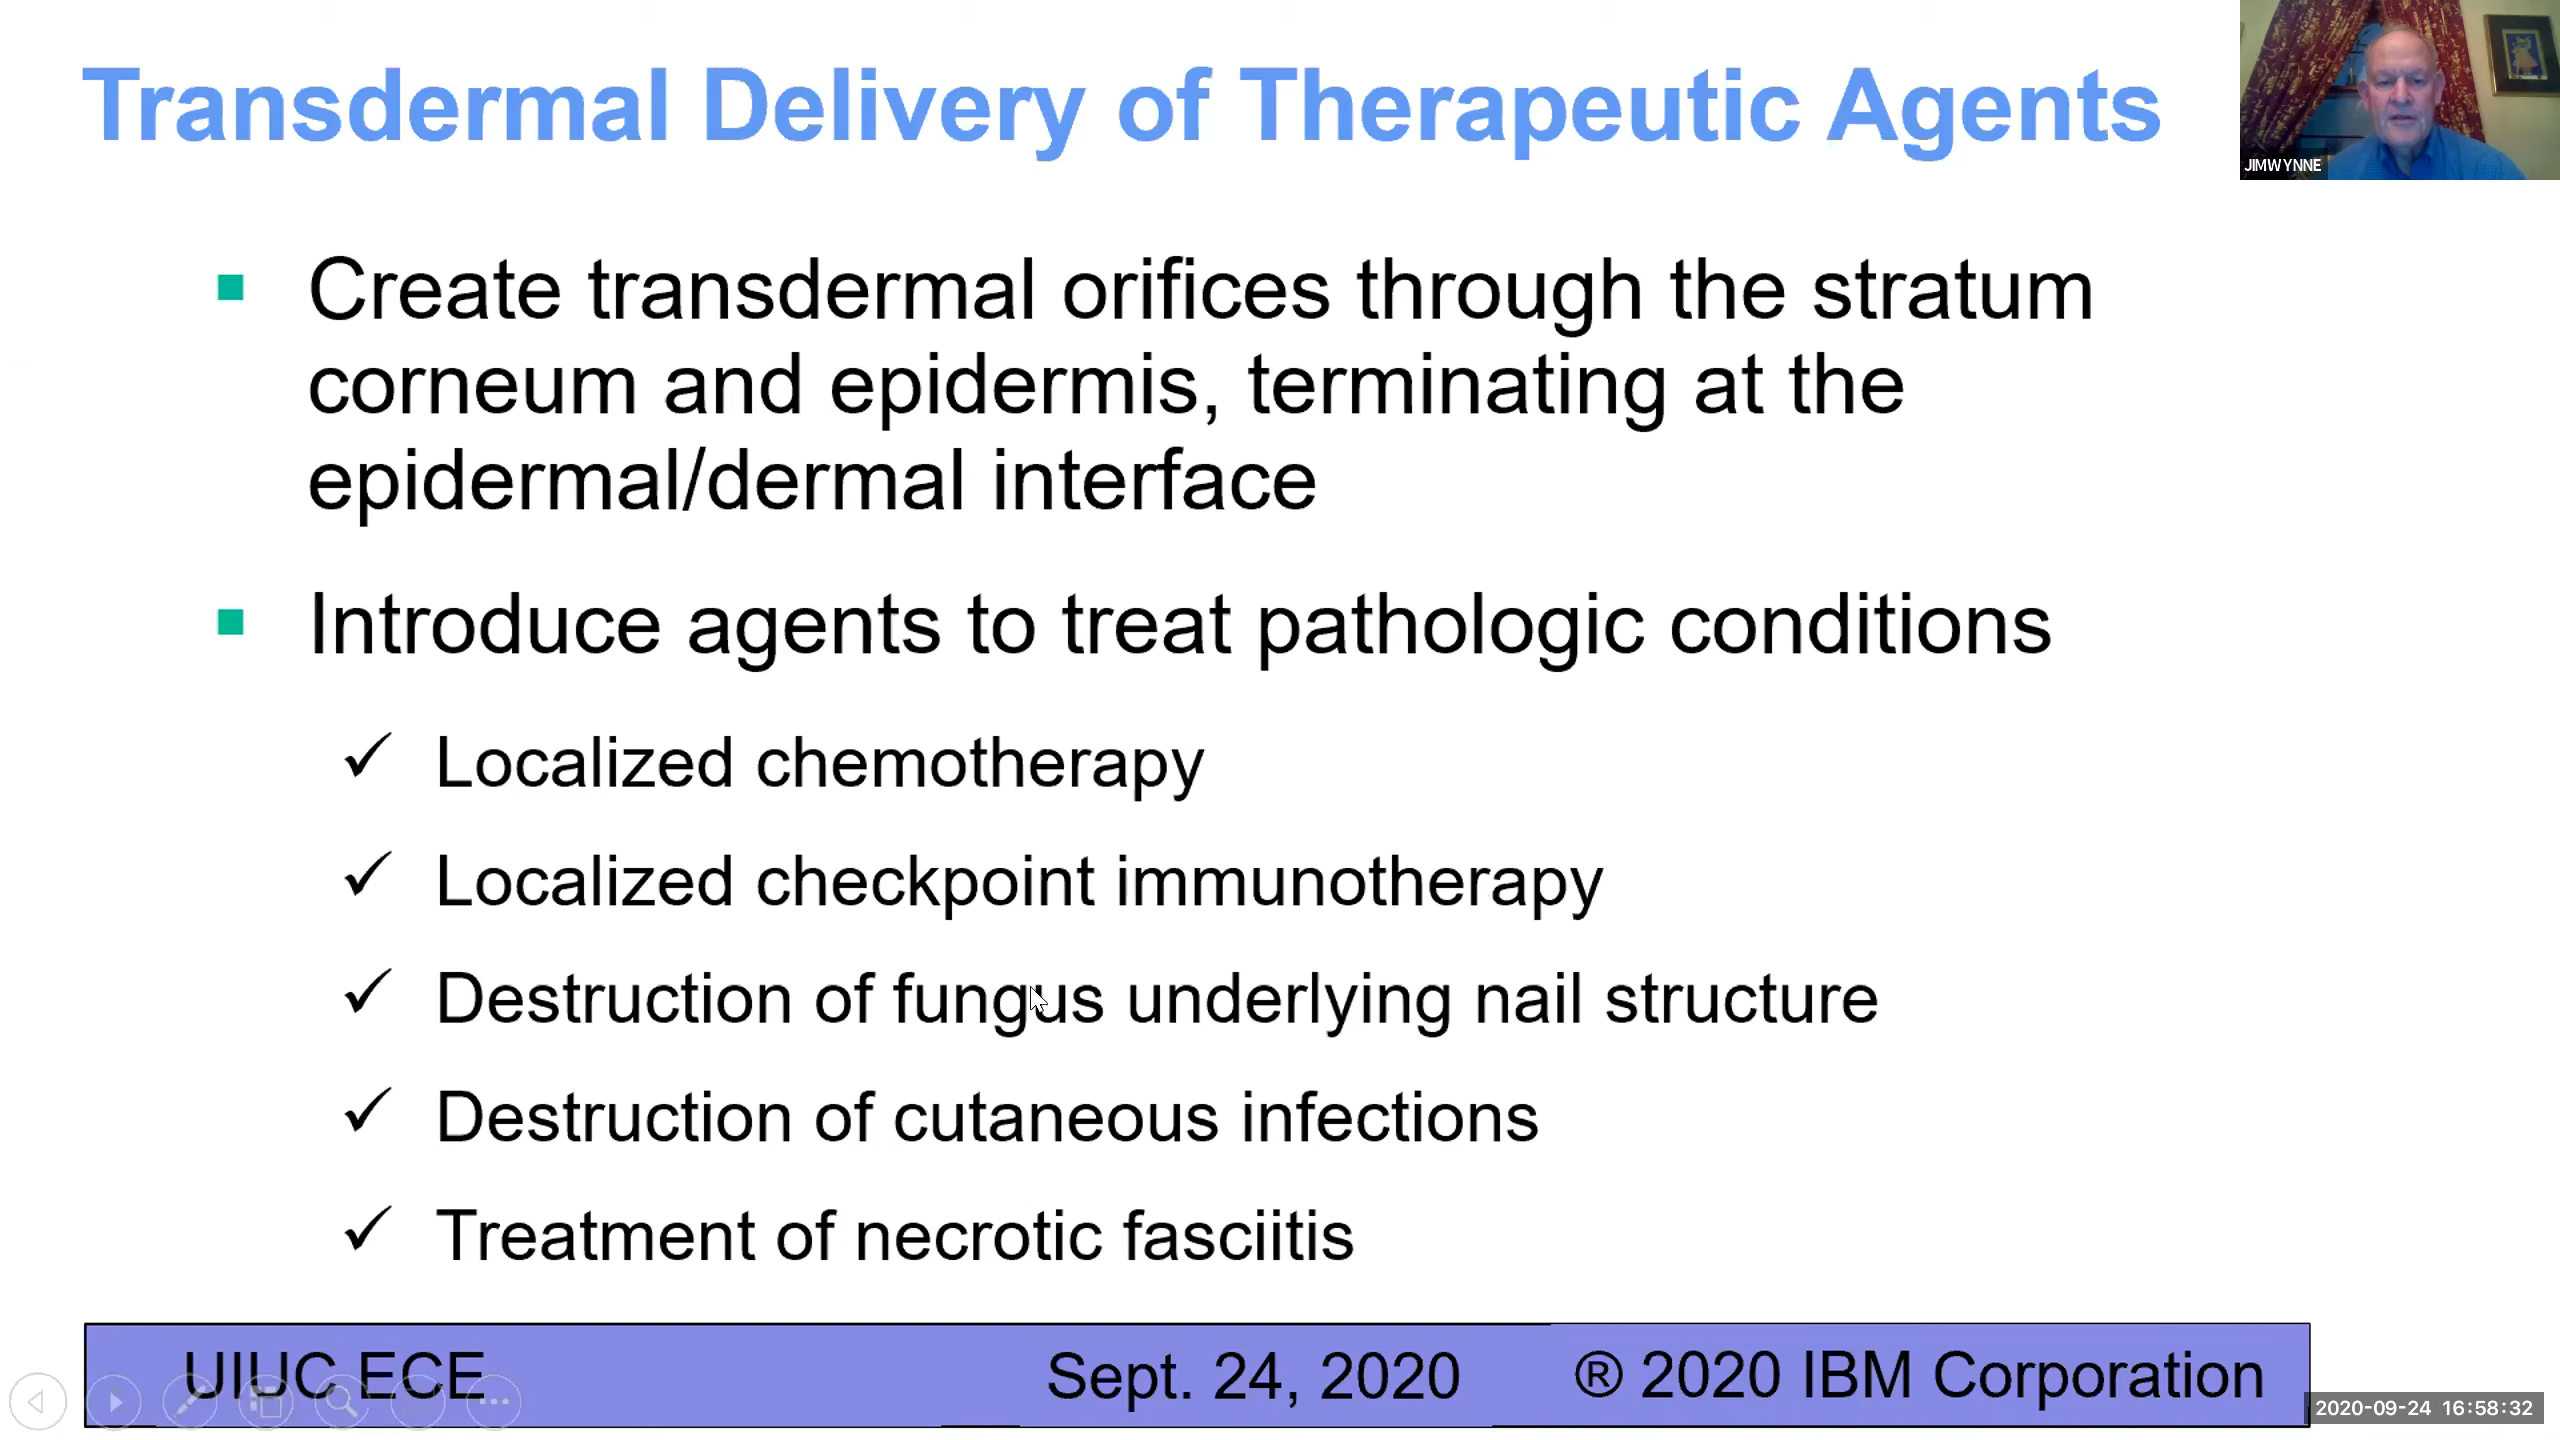 Transdermal Delivery of Therapeutic Agents
JIMWYNNE
▪ Create transdermal orifices through the stratum
corneum and epidermis, terminating at the
epidermal/dermal interface
▪ Introduce agents to treat pathologic conditions
✓ Localized chemotherapy
✓ Localized checkpoint immunotherapy
✓ Destruction of fungus underlying nail structure
✓ Destruction of cutaneous infections
✓ Treatment of necrotic fasciitis
UIUC ECE Sept. 24, 2020 ® 2020 IBM Corporation
2020-09-24 16:58:32